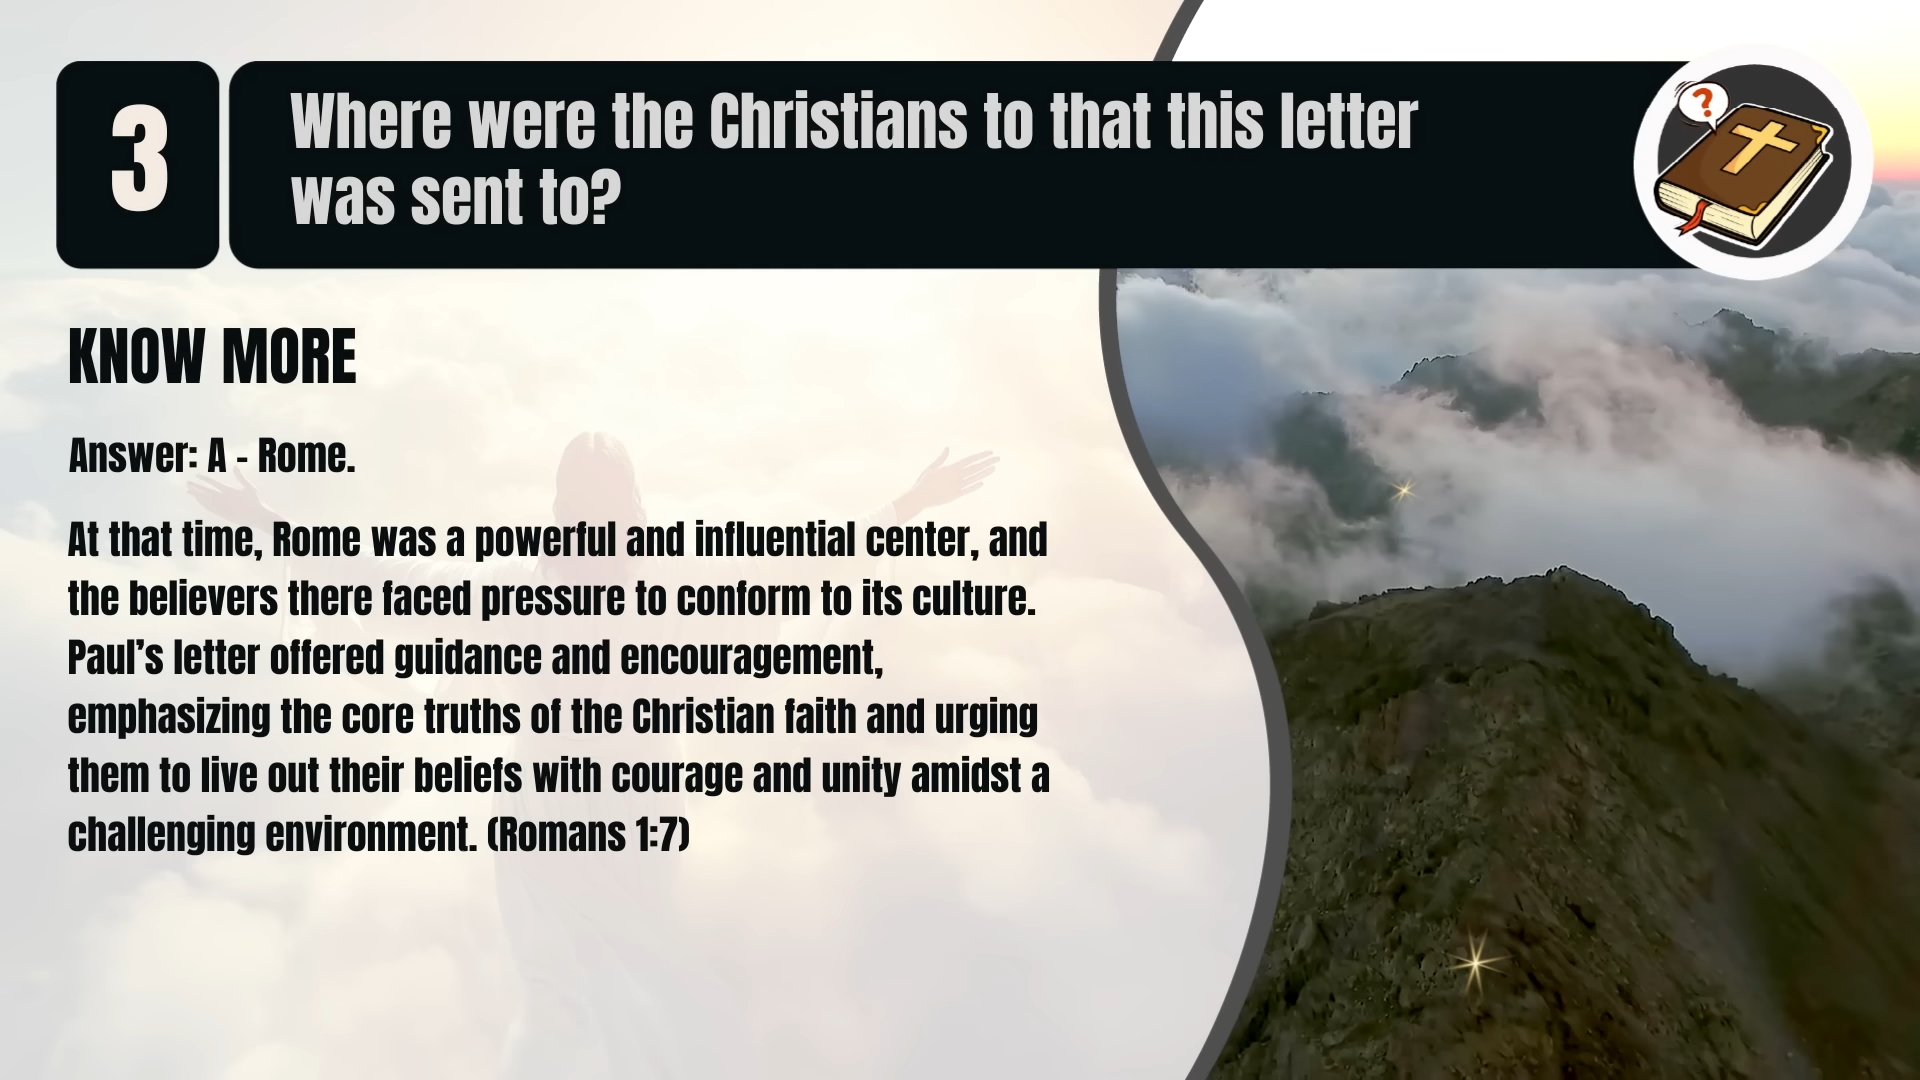 3
Where were the Christians to that this letter
was sent to?
?
KNOW MORE
Answer: A - Rome.
At that time, Rome was a powerful and influential center, and
the believers there faced pressure to conform to its culture.
Paul’s letter offered guidance and encouragement,
emphasizing the core truths of the Christian faith and urging
them to live out their beliefs with courage and unity amidst a
challenging environment. (Romans 1:7)